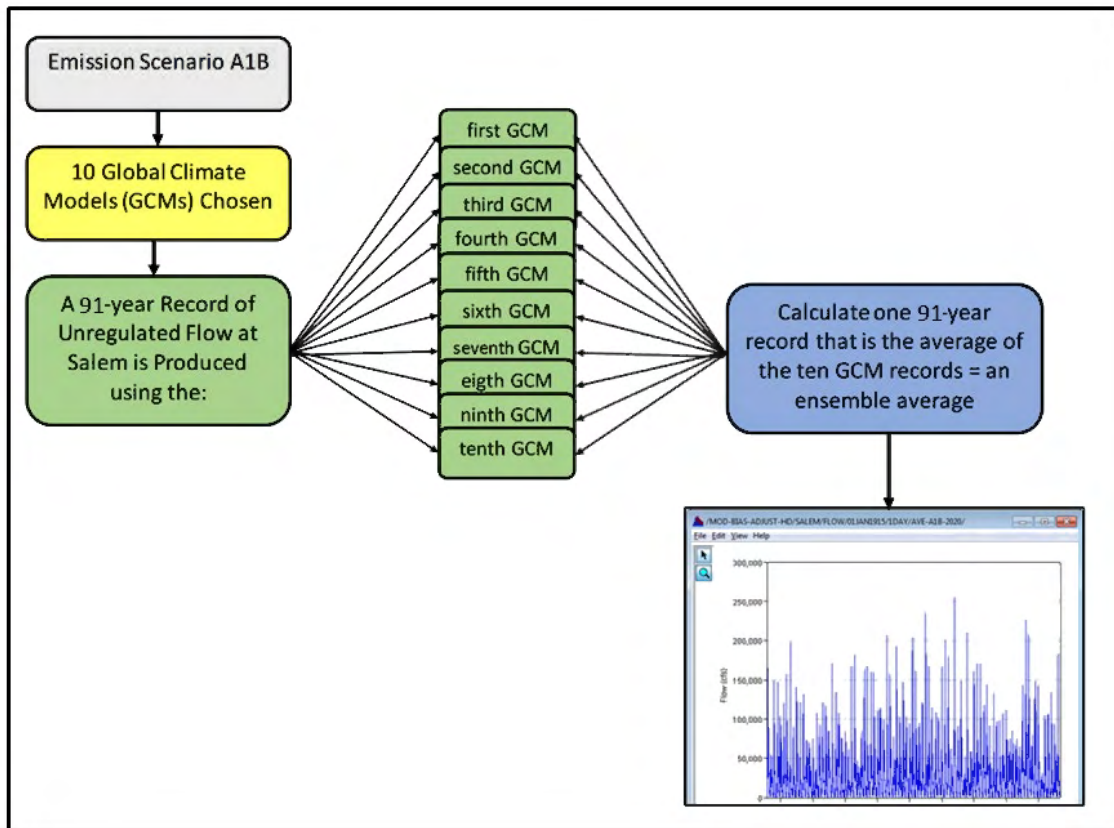 Emission Scenario A1B
10 Global Climate
Models (GCMs) Chosen
A 91-year Record of
Unregulated Flow at
Salem is Produced
using the:
first GCM
second GCM
third GCM
fourth GCM
fifth GCM
sixth GCM
seventh GCM
eigth GCM
ninth GCM
tenth GCM
Calculate one 91-year
record that is the average of
the ten GCM records = an
ensemble average
/MOD-BIAS-ADJUST-HD/SALEM/FLOW/01JAN1915/1DAY/AVE-A1B-2020/
File Edit View Help
300,000
250,000
200,000
150,000
100,000
50,000
0
Flow (cfs)